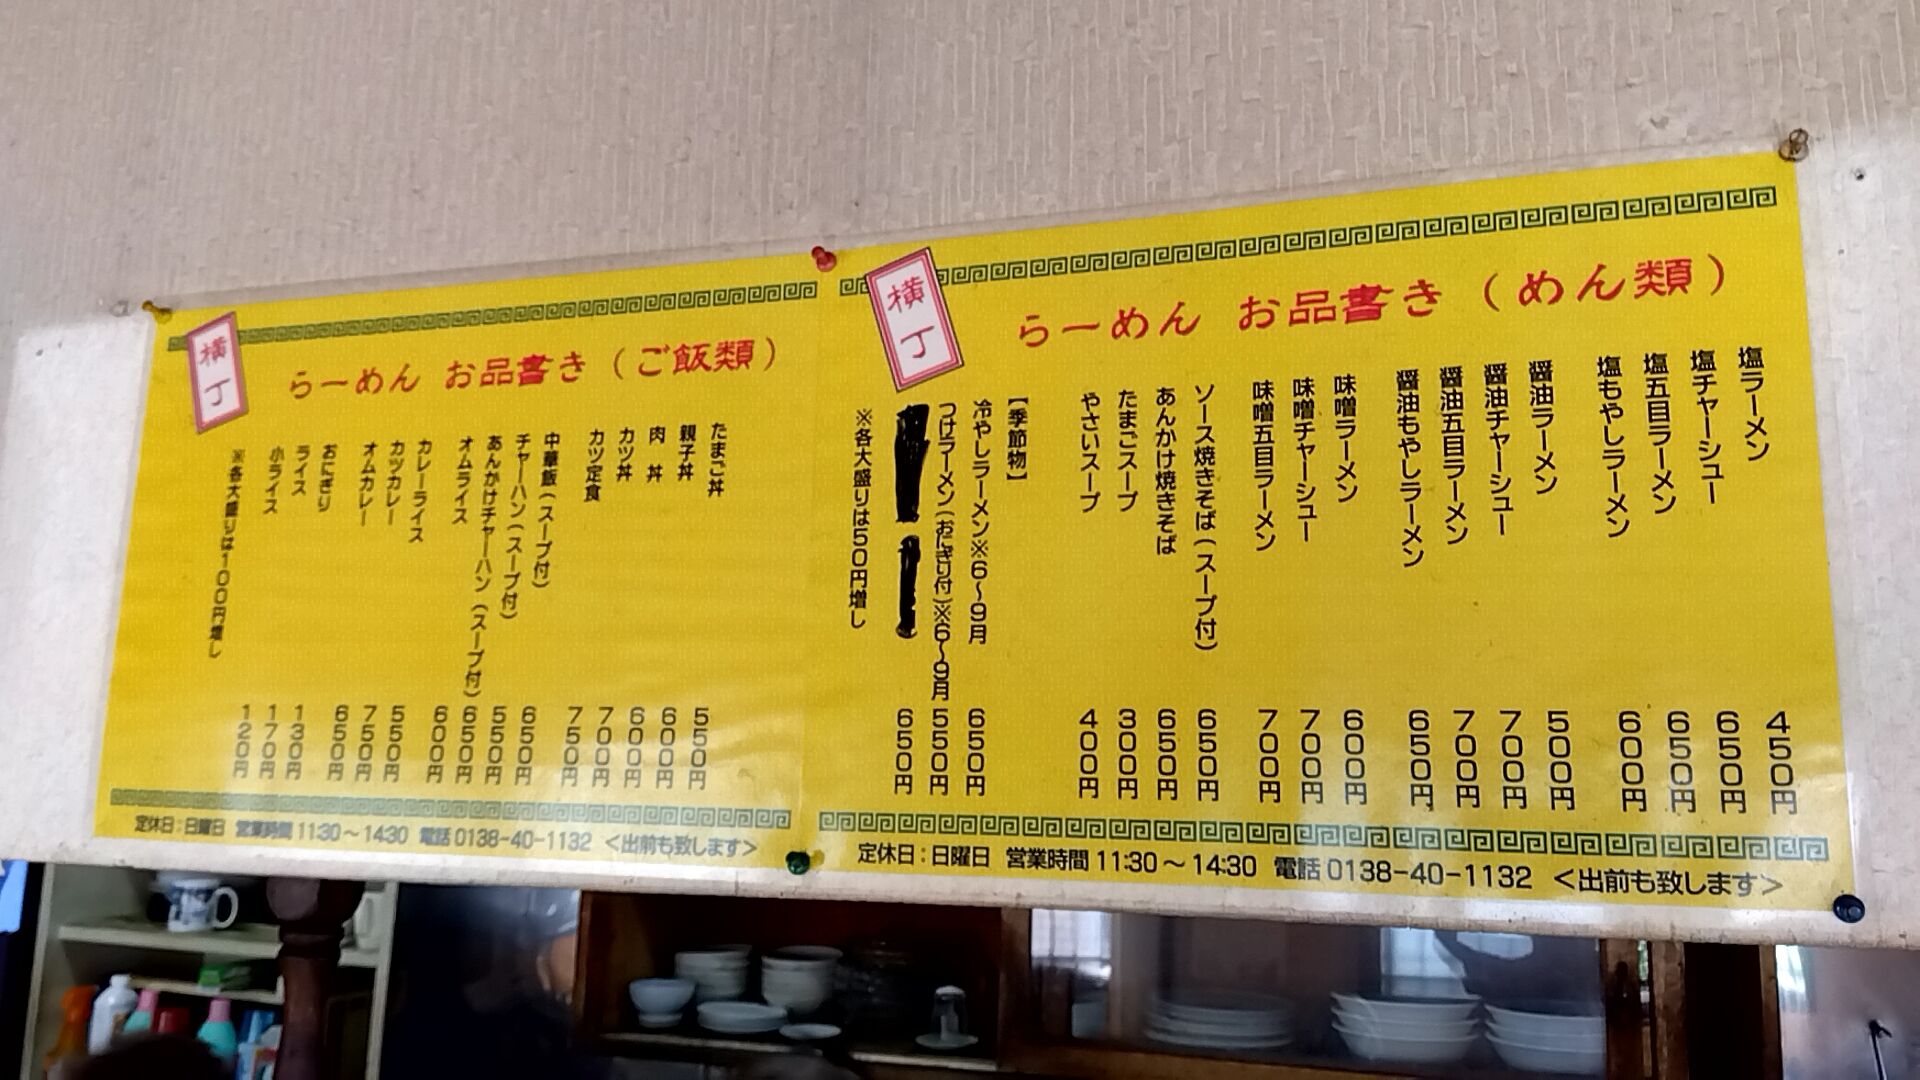 横丁
らーめん お品書き（めん類）
塩ラーメン 450円
塩チャーシュー 650円
塩五目ラーメン 650円
塩もやしラーメン 600円
醤油ラーメン 500円
醤油チャーシュー 700円
醤油五目ラーメン 700円
醤油もやしラーメン 650円
味噌ラーメン 600円
味噌チャーシュー 700円
味噌五目ラーメン 700円
ソース焼きそば（スープ付） 650円
あんかけ焼きそば 650円
たまごスープ 300円
やさいスープ 400円
【季節物】
冷やしラーメン※6～9月 650円
つけラーメン（おにぎり付）※6～9月 550円
650円
※各大盛りは50円増し
定休日：日曜日 営業時間 11:30～14:30 電話 0138-40-1132 ＜出前も致します＞
横丁
らーめん お品書き（ご飯類）
たまご丼 550円
親子丼 600円
肉 丼 600円
カツ丼 700円
カツ定食 750円
中華飯（スープ付） 650円
チャーハン（スープ付） 550円
あんかけチャーハン（スープ付） 650円
オムライス 600円
カレーライス 550円
カツカレー 750円
オムカレー 650円
おにぎり 130円
ライス 170円
小ライス 120円
※各大盛りは100円増し
定休日：日曜日 営業時間 11:30～14:30 電話 0138-40-1132 ＜出前も致します＞